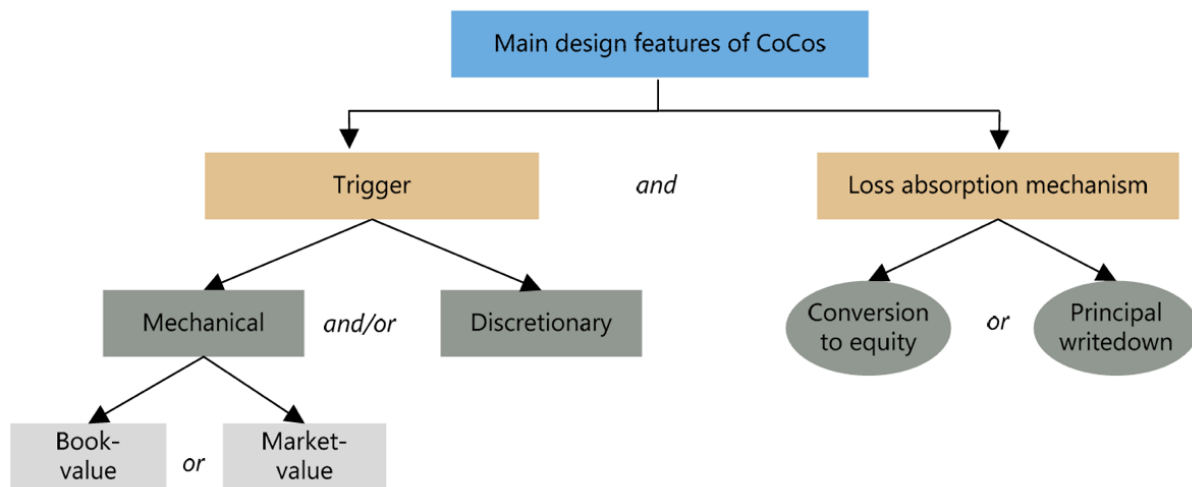 Main design features of CoCos
Trigger
and
Loss absorption mechanism
Mechanical
and/or
Discretionary
Conversion
to equity
or
Principal
writedown
Book-
value
or
Market-
value